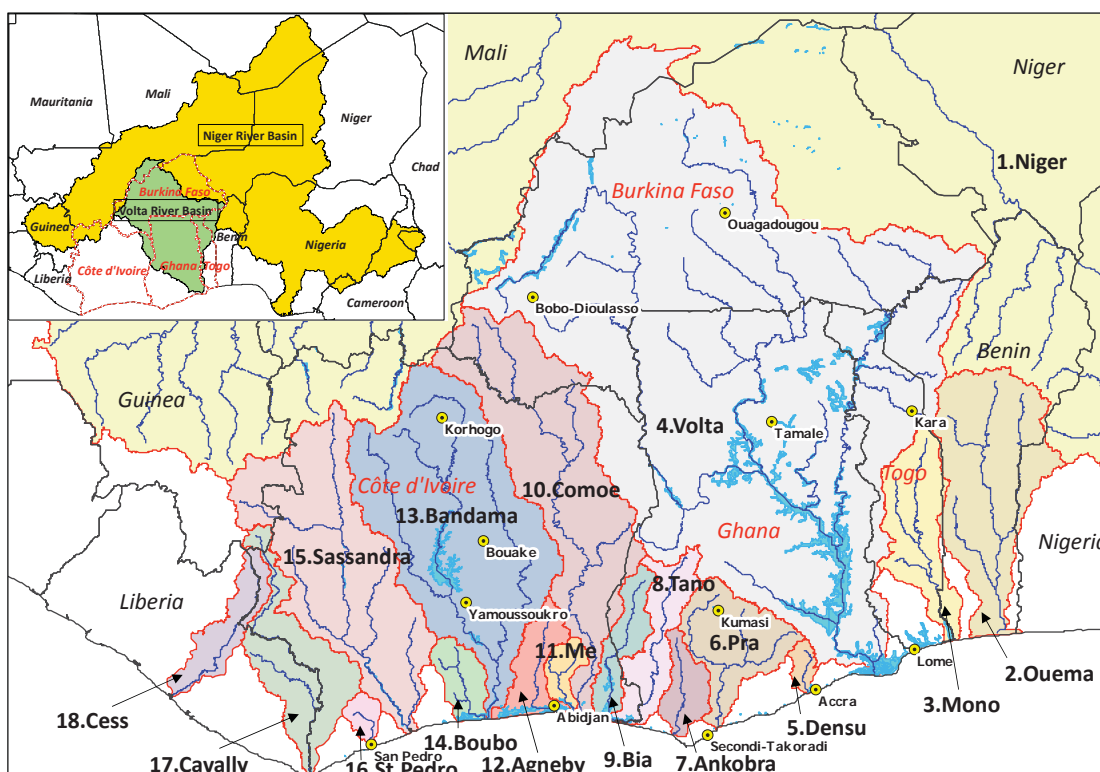 Mauritania
Mali
Niger
Chad
Niger River Basin
Burkina Faso
Volta River Basin
Guinea
Benin
Nigeria
Liberia
Côte d'Ivoire
Ghana
Togo
Cameroon
Mali
Niger
1.Niger
Burkina Faso
Ouagadougou
Bobo-Dioulasso
Benin
Guinea
Korhogo
4.Volta
Tamale
Kara
Côte d'Ivoire
10.Comoe
Togo
13.Bandama
Ghana
Bouake
Nigeria
15.Sassandra
8.Tano
Liberia
Yamoussoukro
Kumasi
6.Pra
11.Me
Lome
2.Ouema
18.Cess
Abidjan
Accra
3.Mono
5.Densu
14.Boubo
San Pedro
9.Bia
Secondi-Takoradi
17.Cavally
16.St.Pedro
12.Agneby
7.Ankobra